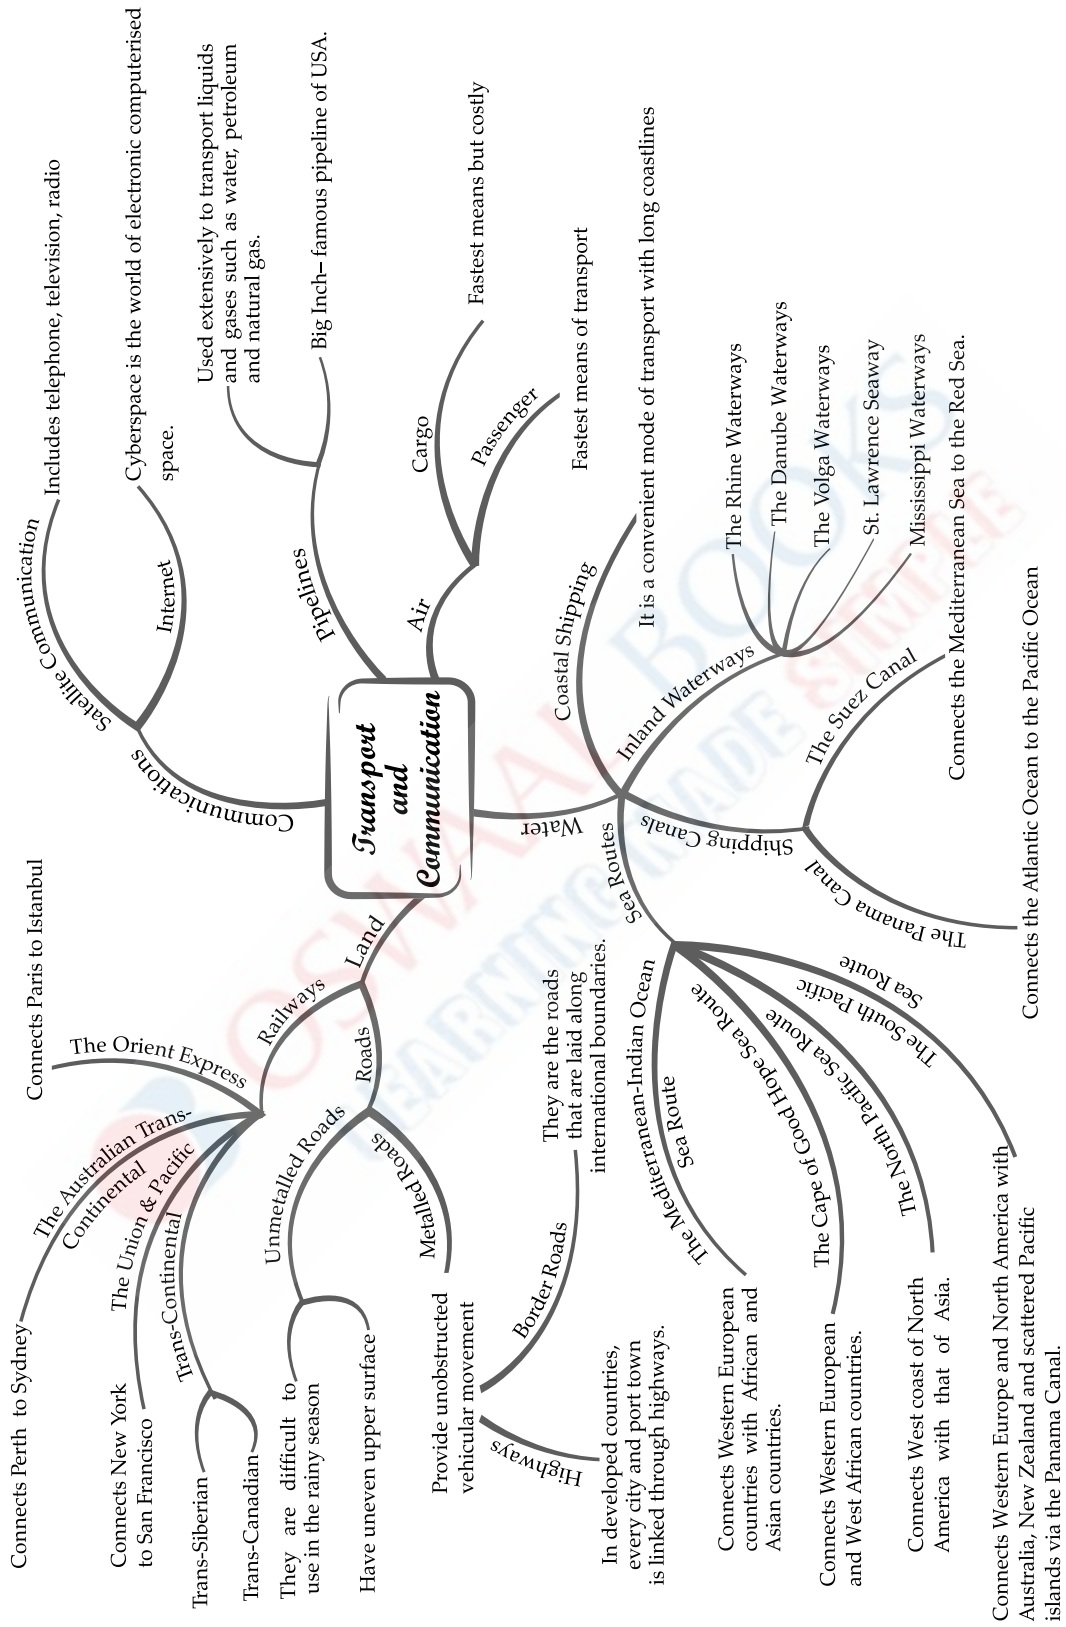 Transport
and
Communication
Land
Railways
The Orient Express
Connects Paris to Istanbul
The Australian Trans-
Continental
Connects Perth to Sydney
The Union & Pacific
Connects New York
to San Francisco
Trans-Continental
Trans-Siberian
Trans-Canadian
Roads
Unmetalled Roads
They are difficult to
use in the rainy season
Have uneven upper surface
Metalled Roads
Provide unobstructed
vehicular movement
Highways
In developed countries,
every city and port town
is linked through highways.
Border Roads
They are the roads
that are laid along
international boundaries.
Communications
Satellite Communication
Includes telephone, television, radio
Internet
Cyberspace is the world of electronic computerised
space.
Pipelines
Used extensively to transport liquids
and gases such as water, petroleum
and natural gas.
Big Inch– famous pipeline of USA.
Air
Cargo
Fastest means but costly
Passenger
Fastest means of transport
Water
Coastal Shipping
It is a convenient mode of transport with long coastlines
Inland Waterways
The Rhine Waterways
The Danube Waterways
The Volga Waterways
St. Lawrence Seaway
Mississippi Waterways
Shipping Canals
The Suez Canal
Connects the Mediterranean Sea to the Red Sea.
The Panama Canal
Connects the Atlantic Ocean to the Pacific Ocean
Sea Routes
The Mediterranean-Indian Ocean
Sea Route
Connects Western European
countries with African and
Asian countries.
The Cape of Good Hope Sea Route
Connects Western European
and West African countries.
The North Pacific Sea Route
Connects West coast of North
America with that of Asia.
The South Pacific
Sea Route
Connects Western Europe and North America with
Australia, New Zealand and scattered Pacific
islands via the Panama Canal.
OSWAAL BOOKS
LEARNING MADE SIMPLE